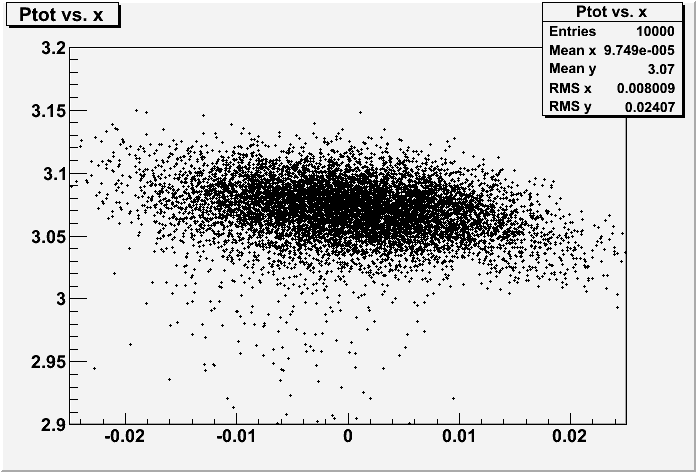 Ptot vs. x
Ptot vs. x
Entries 10000
Mean x 9.749e-005
Mean y 3.07
RMS x 0.008009
RMS y 0.02407
3.2
3.15
3.1
3.05
3
2.95
2.9
-0.02 -0.01 0 0.01 0.02